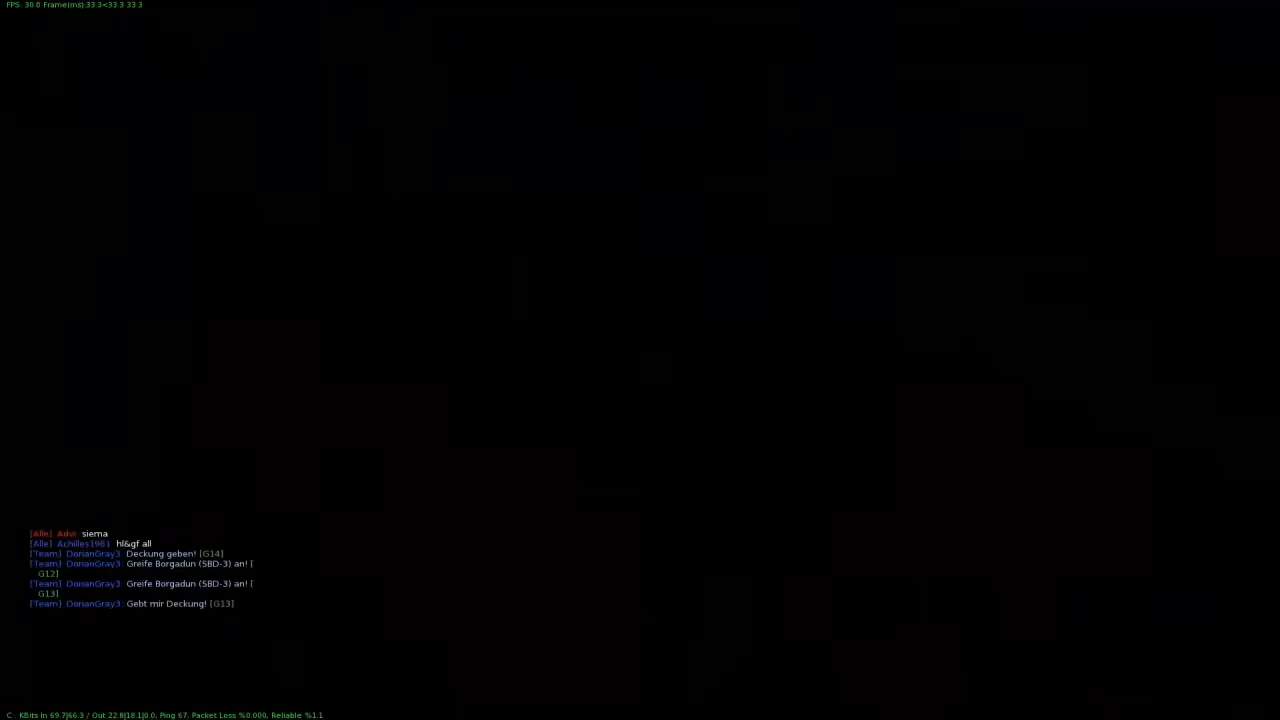 FPS: 30.0 Frame(ms):33.3<33.3 33.3
[Alle] Advi: siema
[Alle] Achilles1981: hl&gf all
[Team] DorianGray3: Deckung geben! [G14]
[Team] DorianGray3: Greife Borgadun (SBD-3) an! [
G12]
[Team] DorianGray3: Greife Borgadun (SBD-3) an! [
G13]
[Team] DorianGray3: Gebt mir Deckung! [G13]
C : KBits In 69.7|66.3 / Out 22.8|18.1|0.0, Ping 67, Packet Loss %0.000, Reliable %1.1